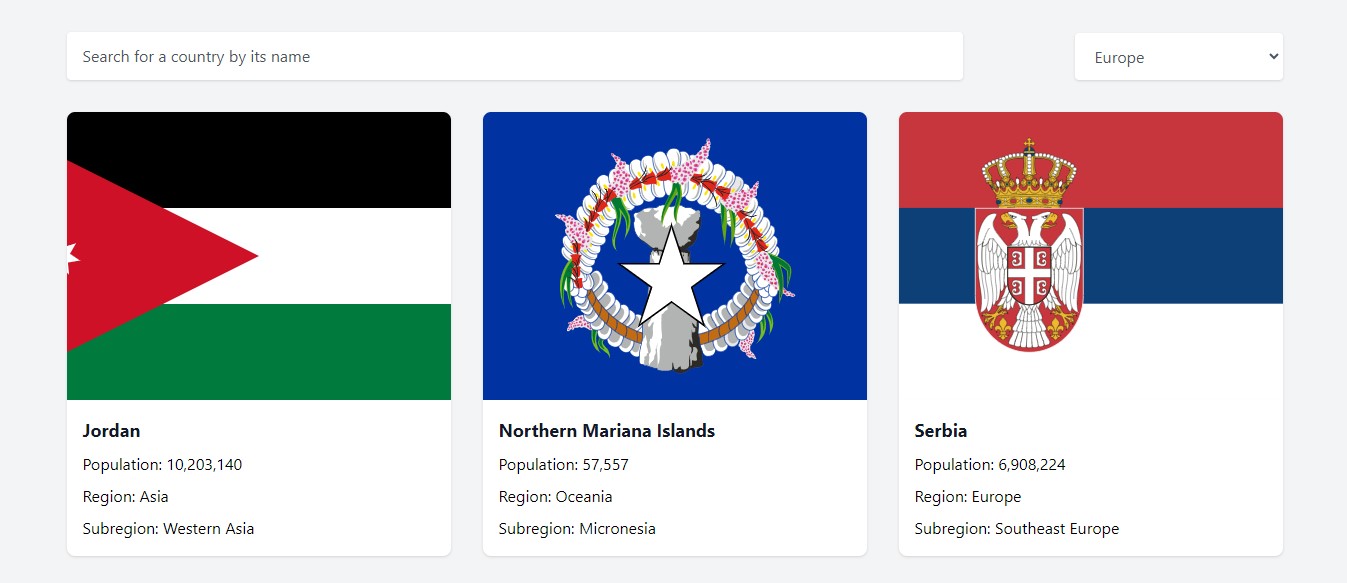 Search for a country by its name
Europe
Jordan
Population: 10,203,140
Region: Asia
Subregion: Western Asia
Northern Mariana Islands
Population: 57,557
Region: Oceania
Subregion: Micronesia
Serbia
Population: 6,908,224
Region: Europe
Subregion: Southeast Europe